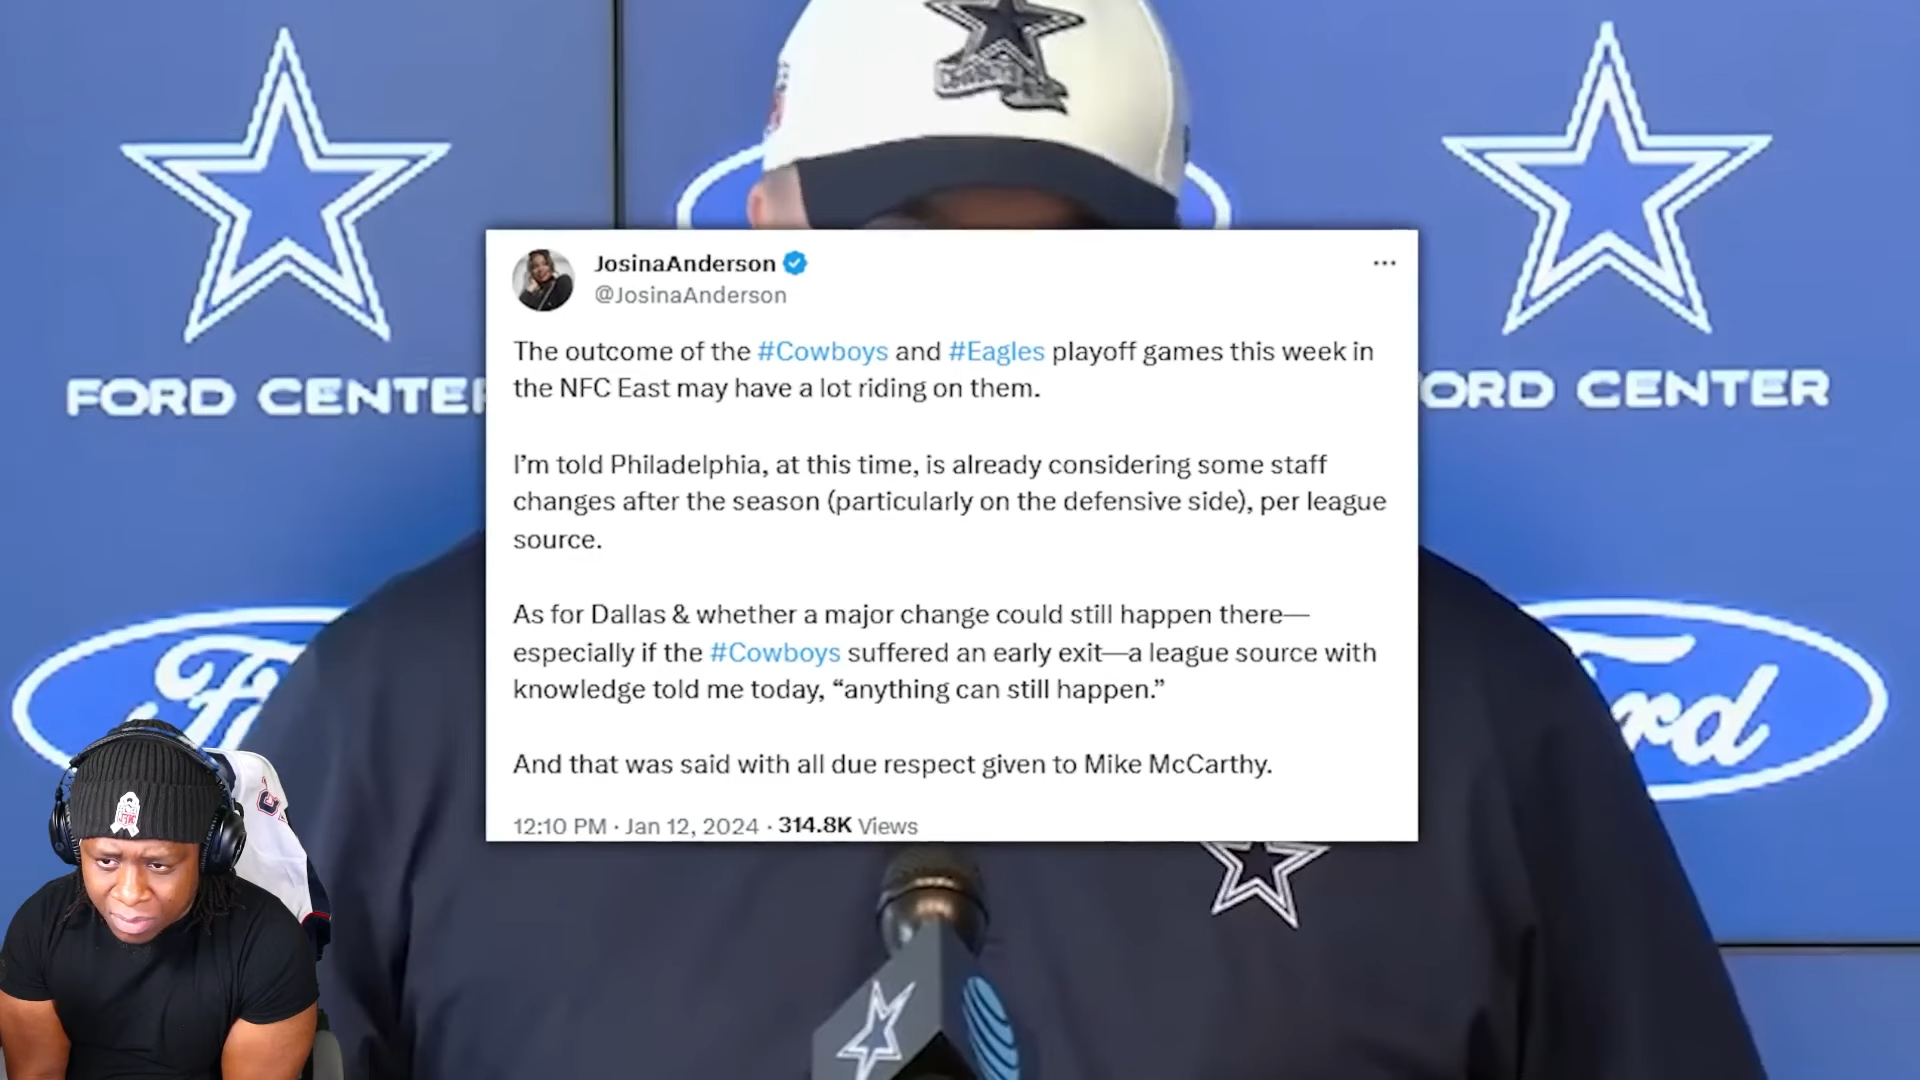 COWBOYS
FORD CENTER
ORD CENTER
JosinaAnderson
@JosinaAnderson
The outcome of the #Cowboys and #Eagles playoff games this week in
the NFC East may have a lot riding on them.
I'm told Philadelphia, at this time, is already considering some staff
changes after the season (particularly on the defensive side), per league
source.
As for Dallas & whether a major change could still happen there—
especially if the #Cowboys suffered an early exit—a league source with
knowledge told me today, “anything can still happen.”
And that was said with all due respect given to Mike McCarthy.
12:10 PM · Jan 12, 2024 · 314.8K Views
F
ord